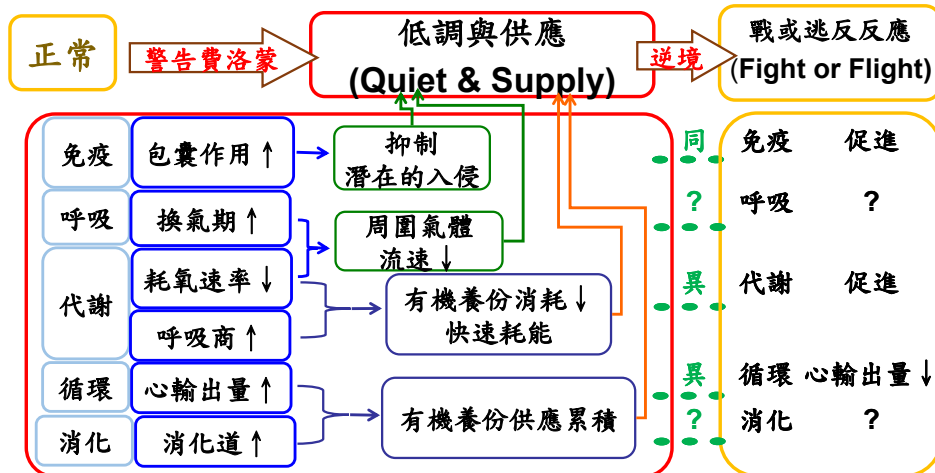 正常
警告費洛蒙
低調與供應
(Quiet & Supply)
逆境
戰或逃反反應
(Fight or Flight)
免疫 包囊作用↑
抑制
潛在的入侵
同 免疫 促進
呼吸 換氣期↑
周圍氣體
流速↓
? 呼吸 ?
代謝
耗氧速率↓
呼吸商↑
有機養份消耗↓
快速耗能
異 代謝 促進
循環 心輸出量↑
有機養份供應累積
異 循環 心輸出量↓
消化 消化道↑
? 消化 ?